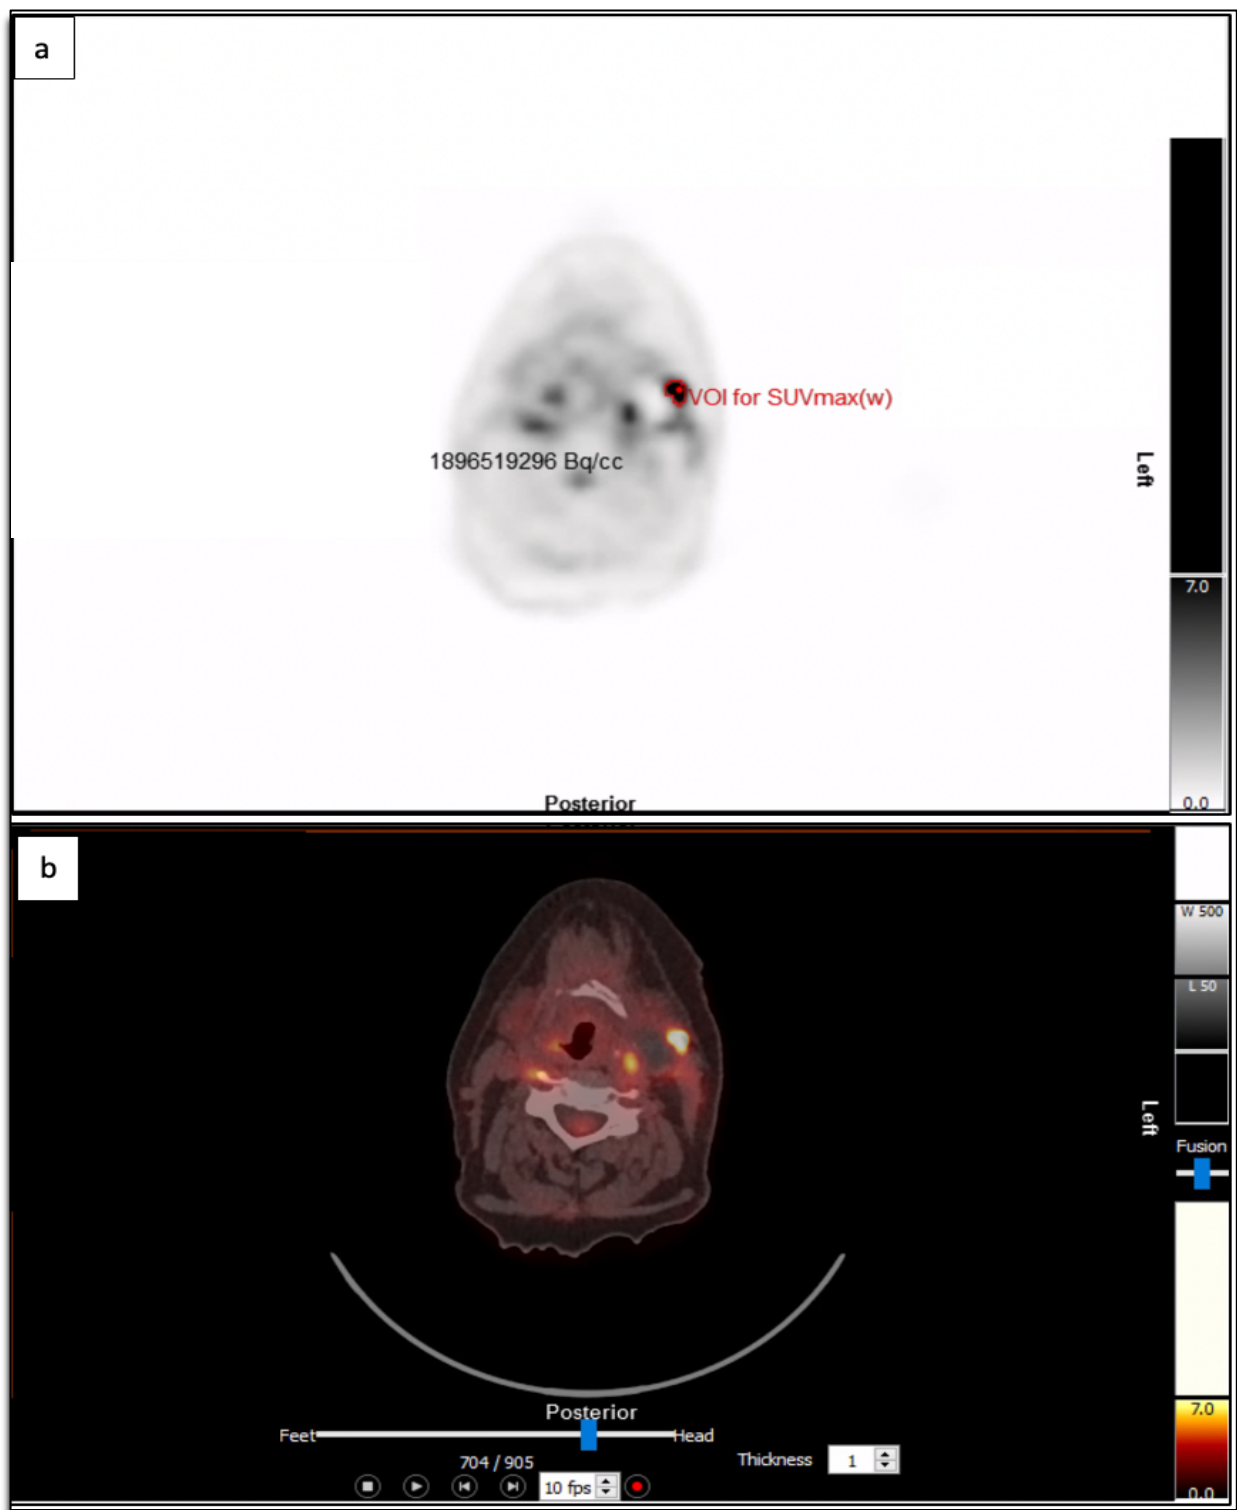 a
VOI for SUVmax(w)
1896519296 Bq/cc
Left
7.0
0.0
Posterior
b
W 500
L 50
Left
Fusion
7.0
0.0
Posterior
Feet
Head
704 / 905
Thickness
1
10 fps